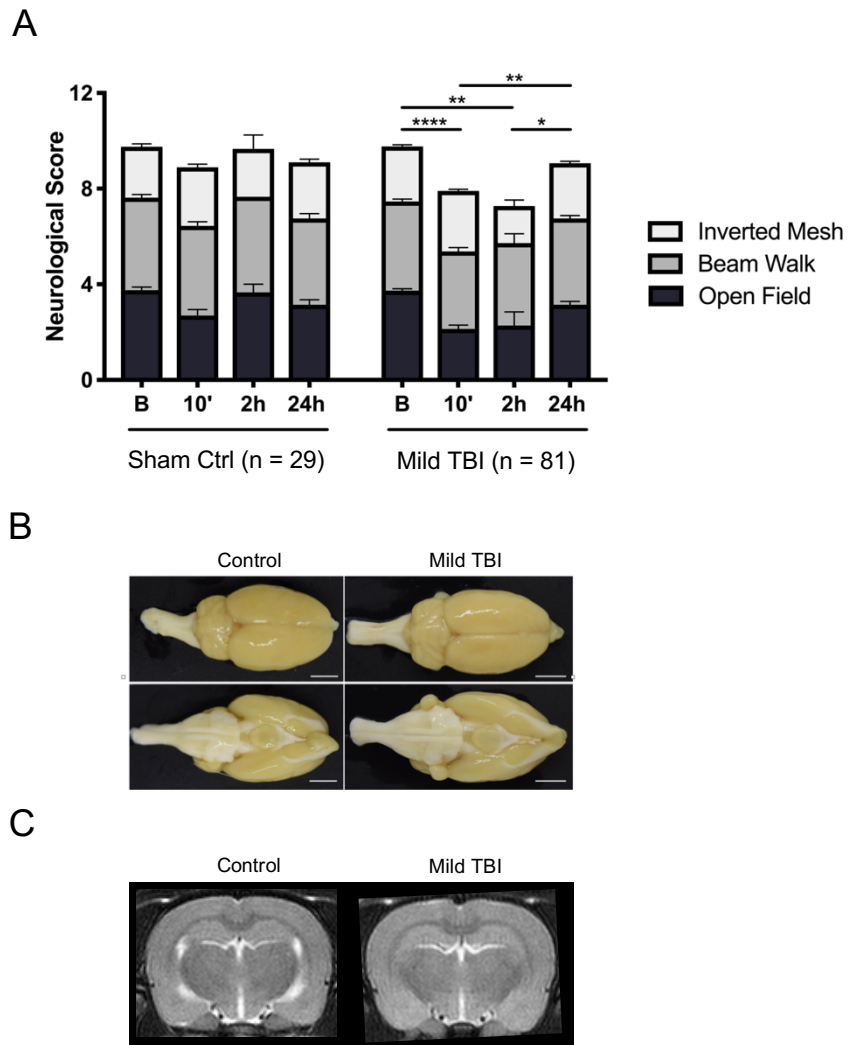 A
Neurological Score
12
8
4
0
**
**
****
*
B 10' 2h 24h B 10' 2h 24h
Sham Ctrl (n = 29) Mild TBI (n = 81)
Inverted Mesh
Beam Walk
Open Field
B
Control Mild TBI
C
Control Mild TBI